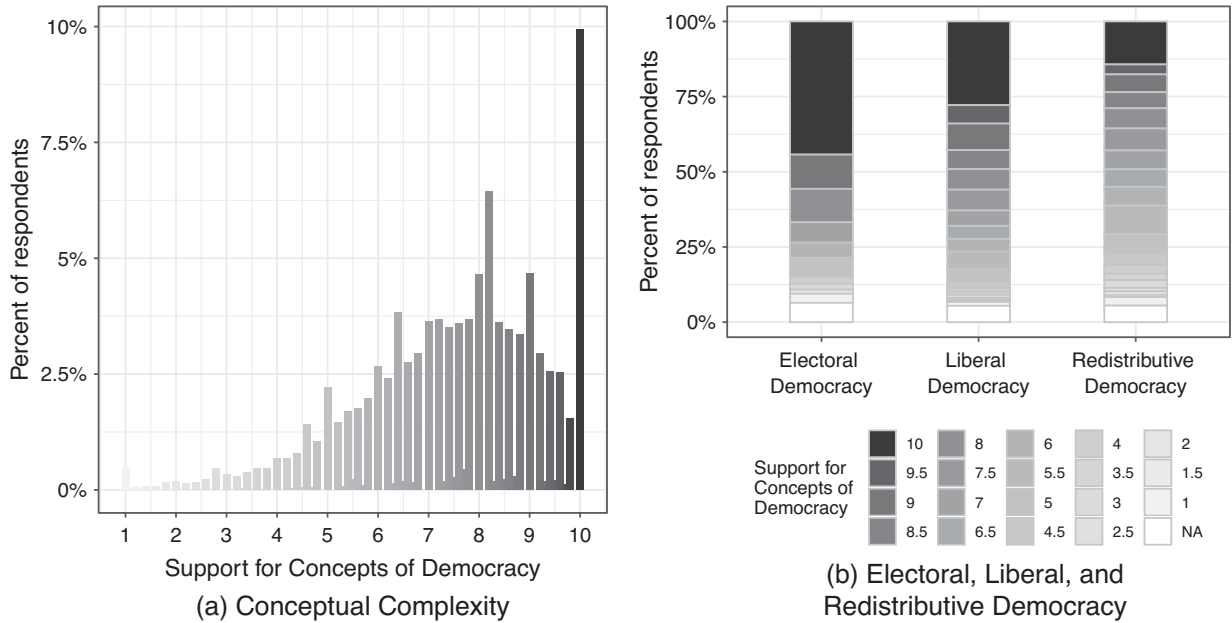 10%
7.5%
5%
2.5%
0%
Percent of respondents
1 2 3 4 5 6 7 8 9 10
Support for Concepts of Democracy
(a) Conceptual Complexity
100%
75%
50%
25%
0%
Percent of respondents
Electoral Democracy
Liberal Democracy
Redistributive Democracy
Support for
Concepts of
Democracy
10 8 6 4 2
9.5 7.5 5.5 3.5 1.5
9 7 5 3 1
8.5 6.5 4.5 2.5 NA
(b) Electoral, Liberal, and
Redistributive Democracy